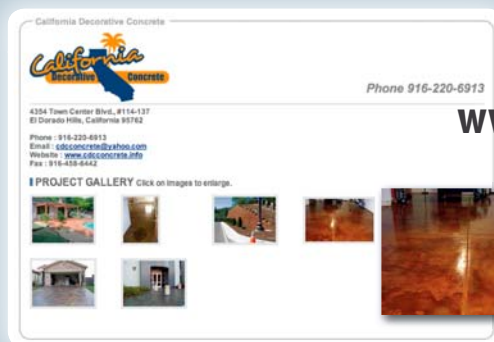 California Decorative Concrete
California
Decorative Concrete
Phone 916-220-6913
4354 Town Center Blvd., #114-137
El Dorado Hills, California 95762
Phone : 916-220-6913
Email : cdcconcrete@yahoo.com
Website : www.cdcconcrete.info
Fax : 916-458-6442
PROJECT GALLERY Click on images to enlarge.